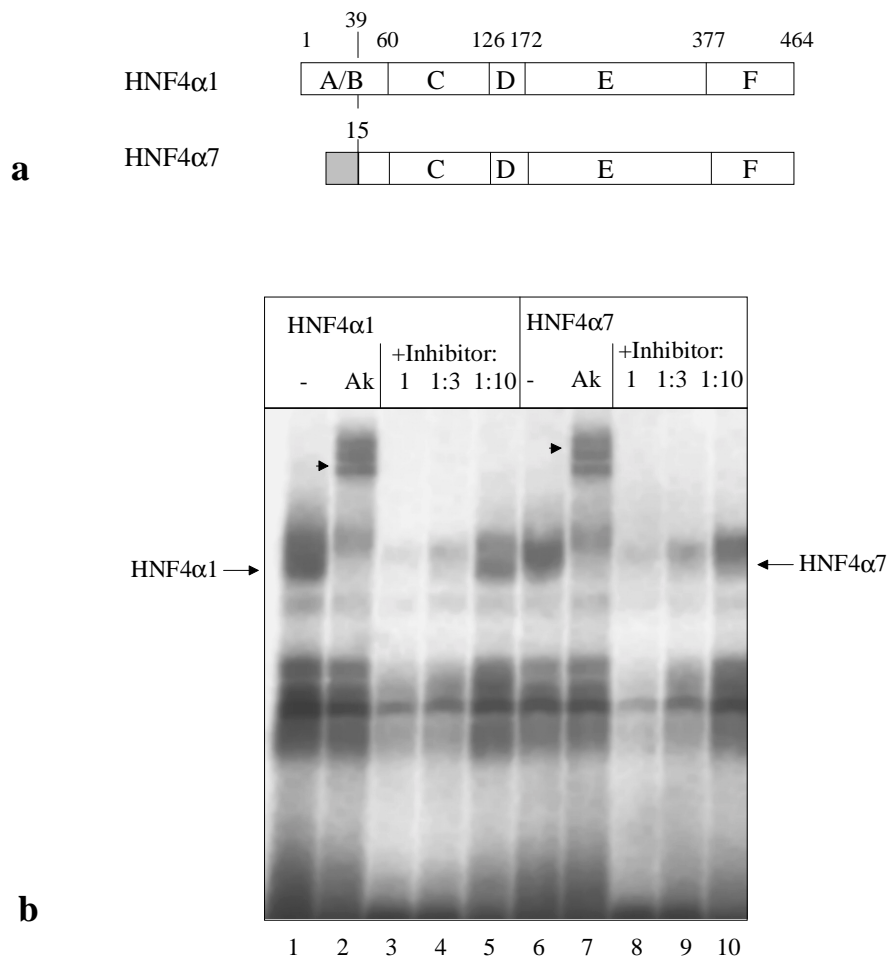 39
1 60 126 172 377 464
HNF4α1 A/B C D E F
15
HNF4α7 C D E F
a
HNF4α1 HNF4α7
+Inhibitor: +Inhibitor:
- Ak 1 1:3 1:10 - Ak 1 1:3 1:10
HNF4α1 HNF4α7
b
1 2 3 4 5 6 7 8 9 10